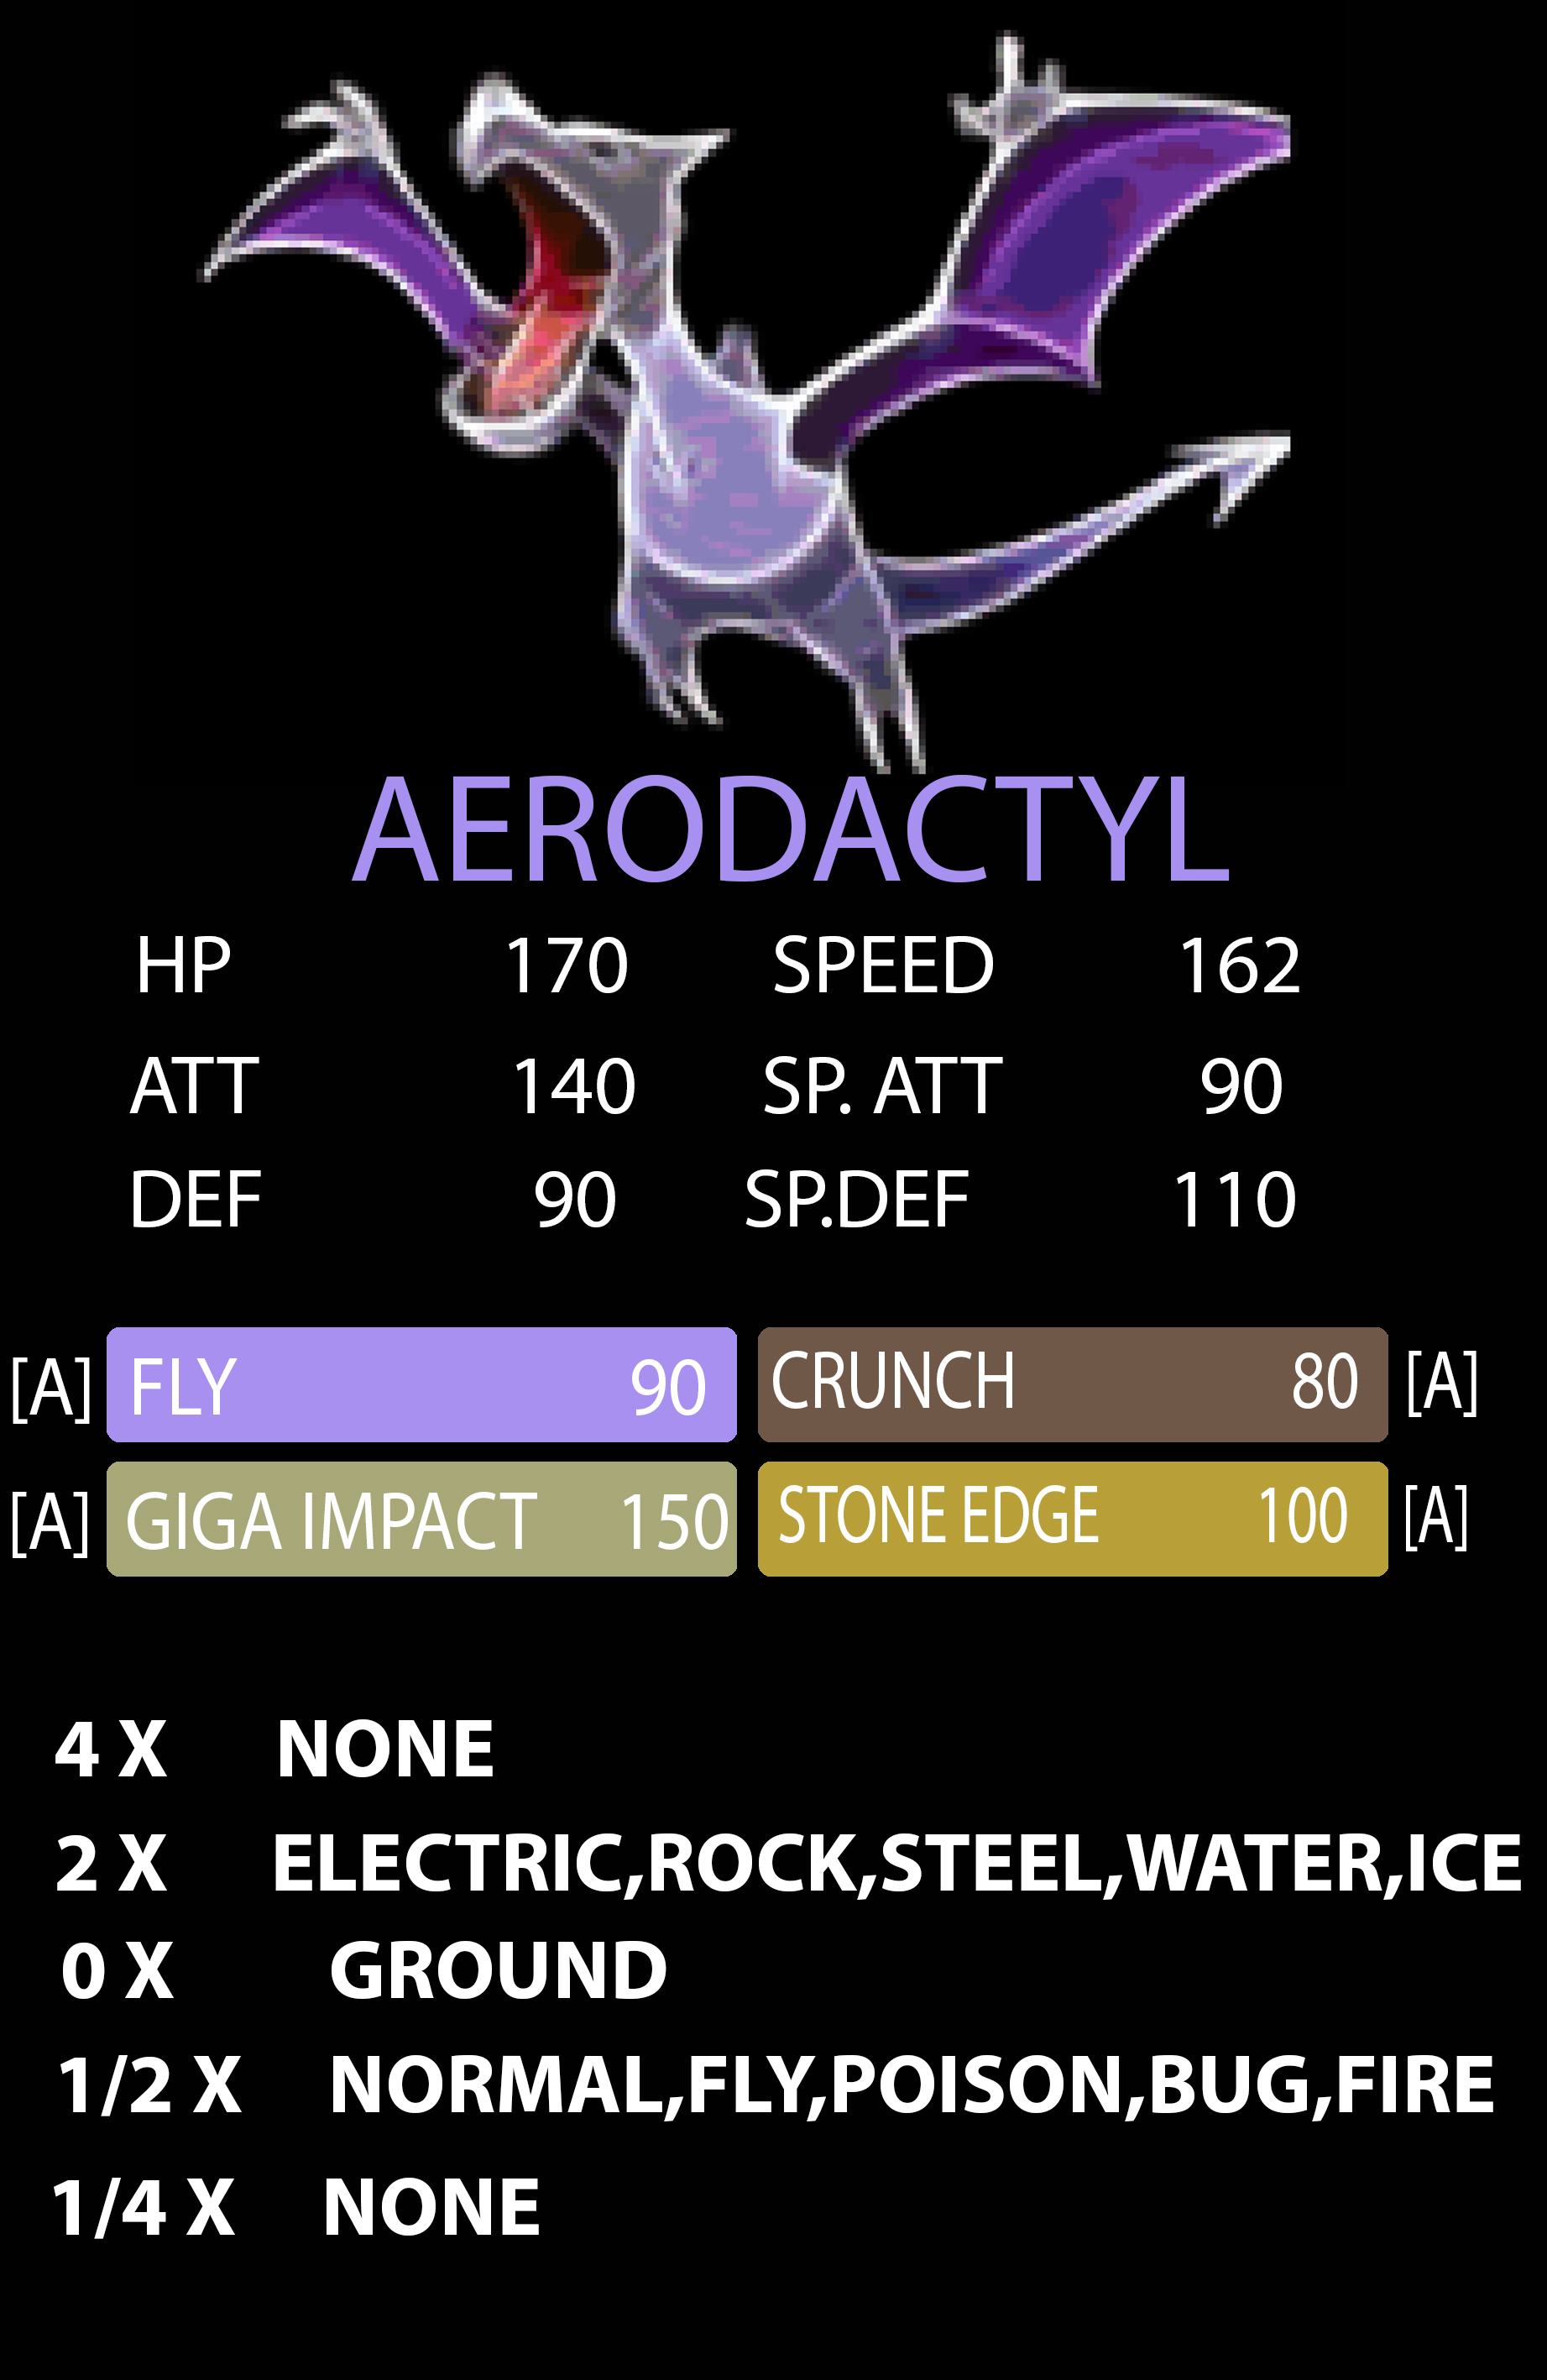 AERODACTYL
HP 170 SPEED 162
ATT 140 SP. ATT 90
DEF 90 SP.DEF 110
[A] FLY 90 CRUNCH 80 [A]
[A] GIGA IMPACT 150 STONE EDGE 100 [A]
4 X NONE
2 X ELECTRIC,ROCK,STEEL,WATER,ICE
0 X GROUND
1/2 X NORMAL,FLY,POISON,BUG,FIRE
1/4 X NONE